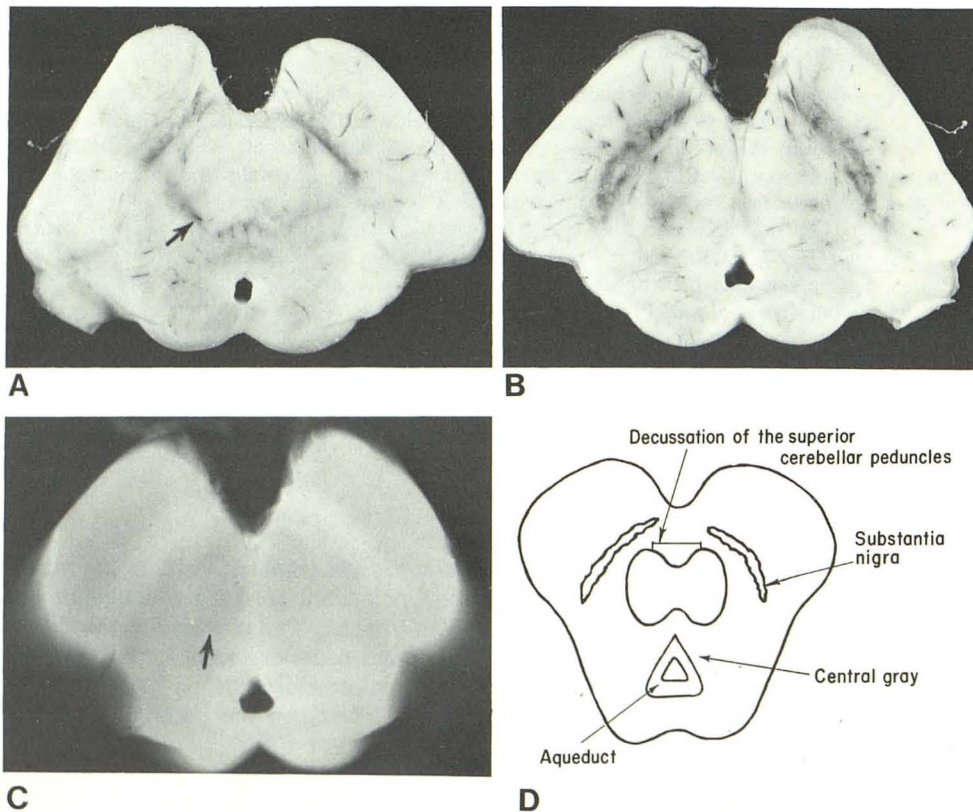 A
B
Decussation of the superior
cerebellar peduncles
Substantia
nigra
Central gray
Aqueduct
C
D